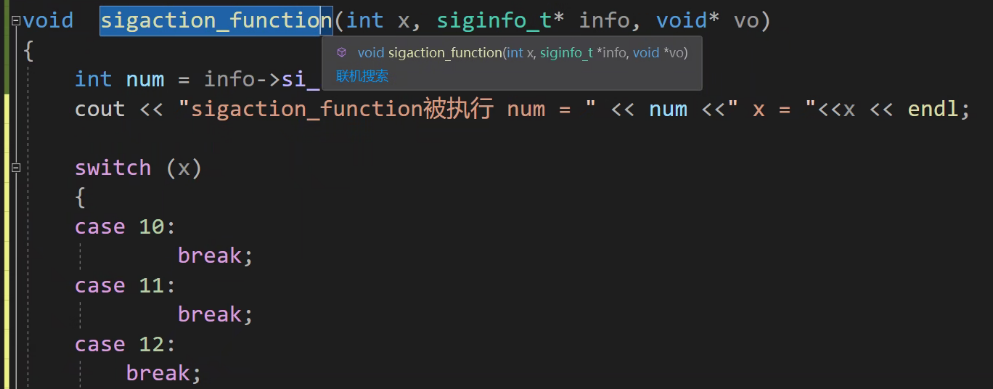 void sigaction_function(int x, siginfo_t* info, void* vo)
void sigaction_function(int x, siginfo_t *info, void *vo)
联机搜索
{
int num = info->si_
cout << "sigaction_function被执行 num = " << num <<" x = "<<x << endl;
switch (x)
{
case 10:
break;
case 11:
break;
case 12:
break;